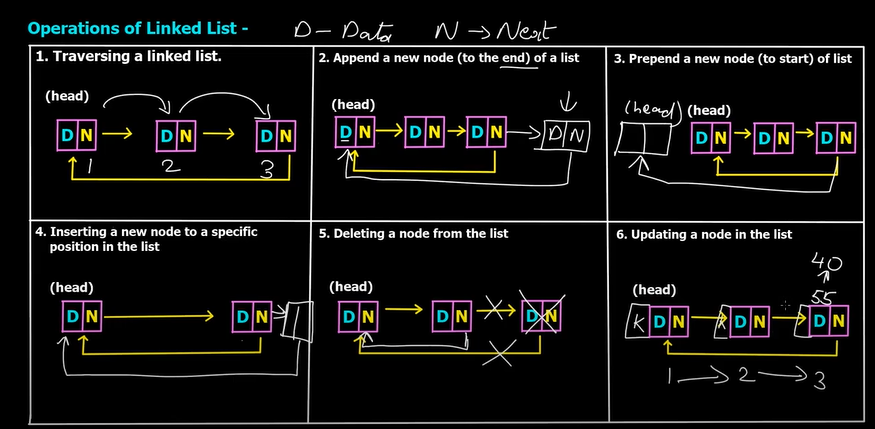 Operations of Linked List - D - Data N → Next
1. Traversing a linked list.
(head)
D N → D N → D N
1 2 3
2. Append a new node (to the end) of a list
(head)
D N → D N → D N → D N
3. Prepend a new node (to start) of list
(head) (head)
D N → D N → D N
4. Inserting a new node to a specific
position in the list
(head)
D N → D N
5. Deleting a node from the list
(head)
D N → D N → D N
6. Updating a node in the list
40
(head) 55
K D N → K D N → D N
1 → 2 → 3